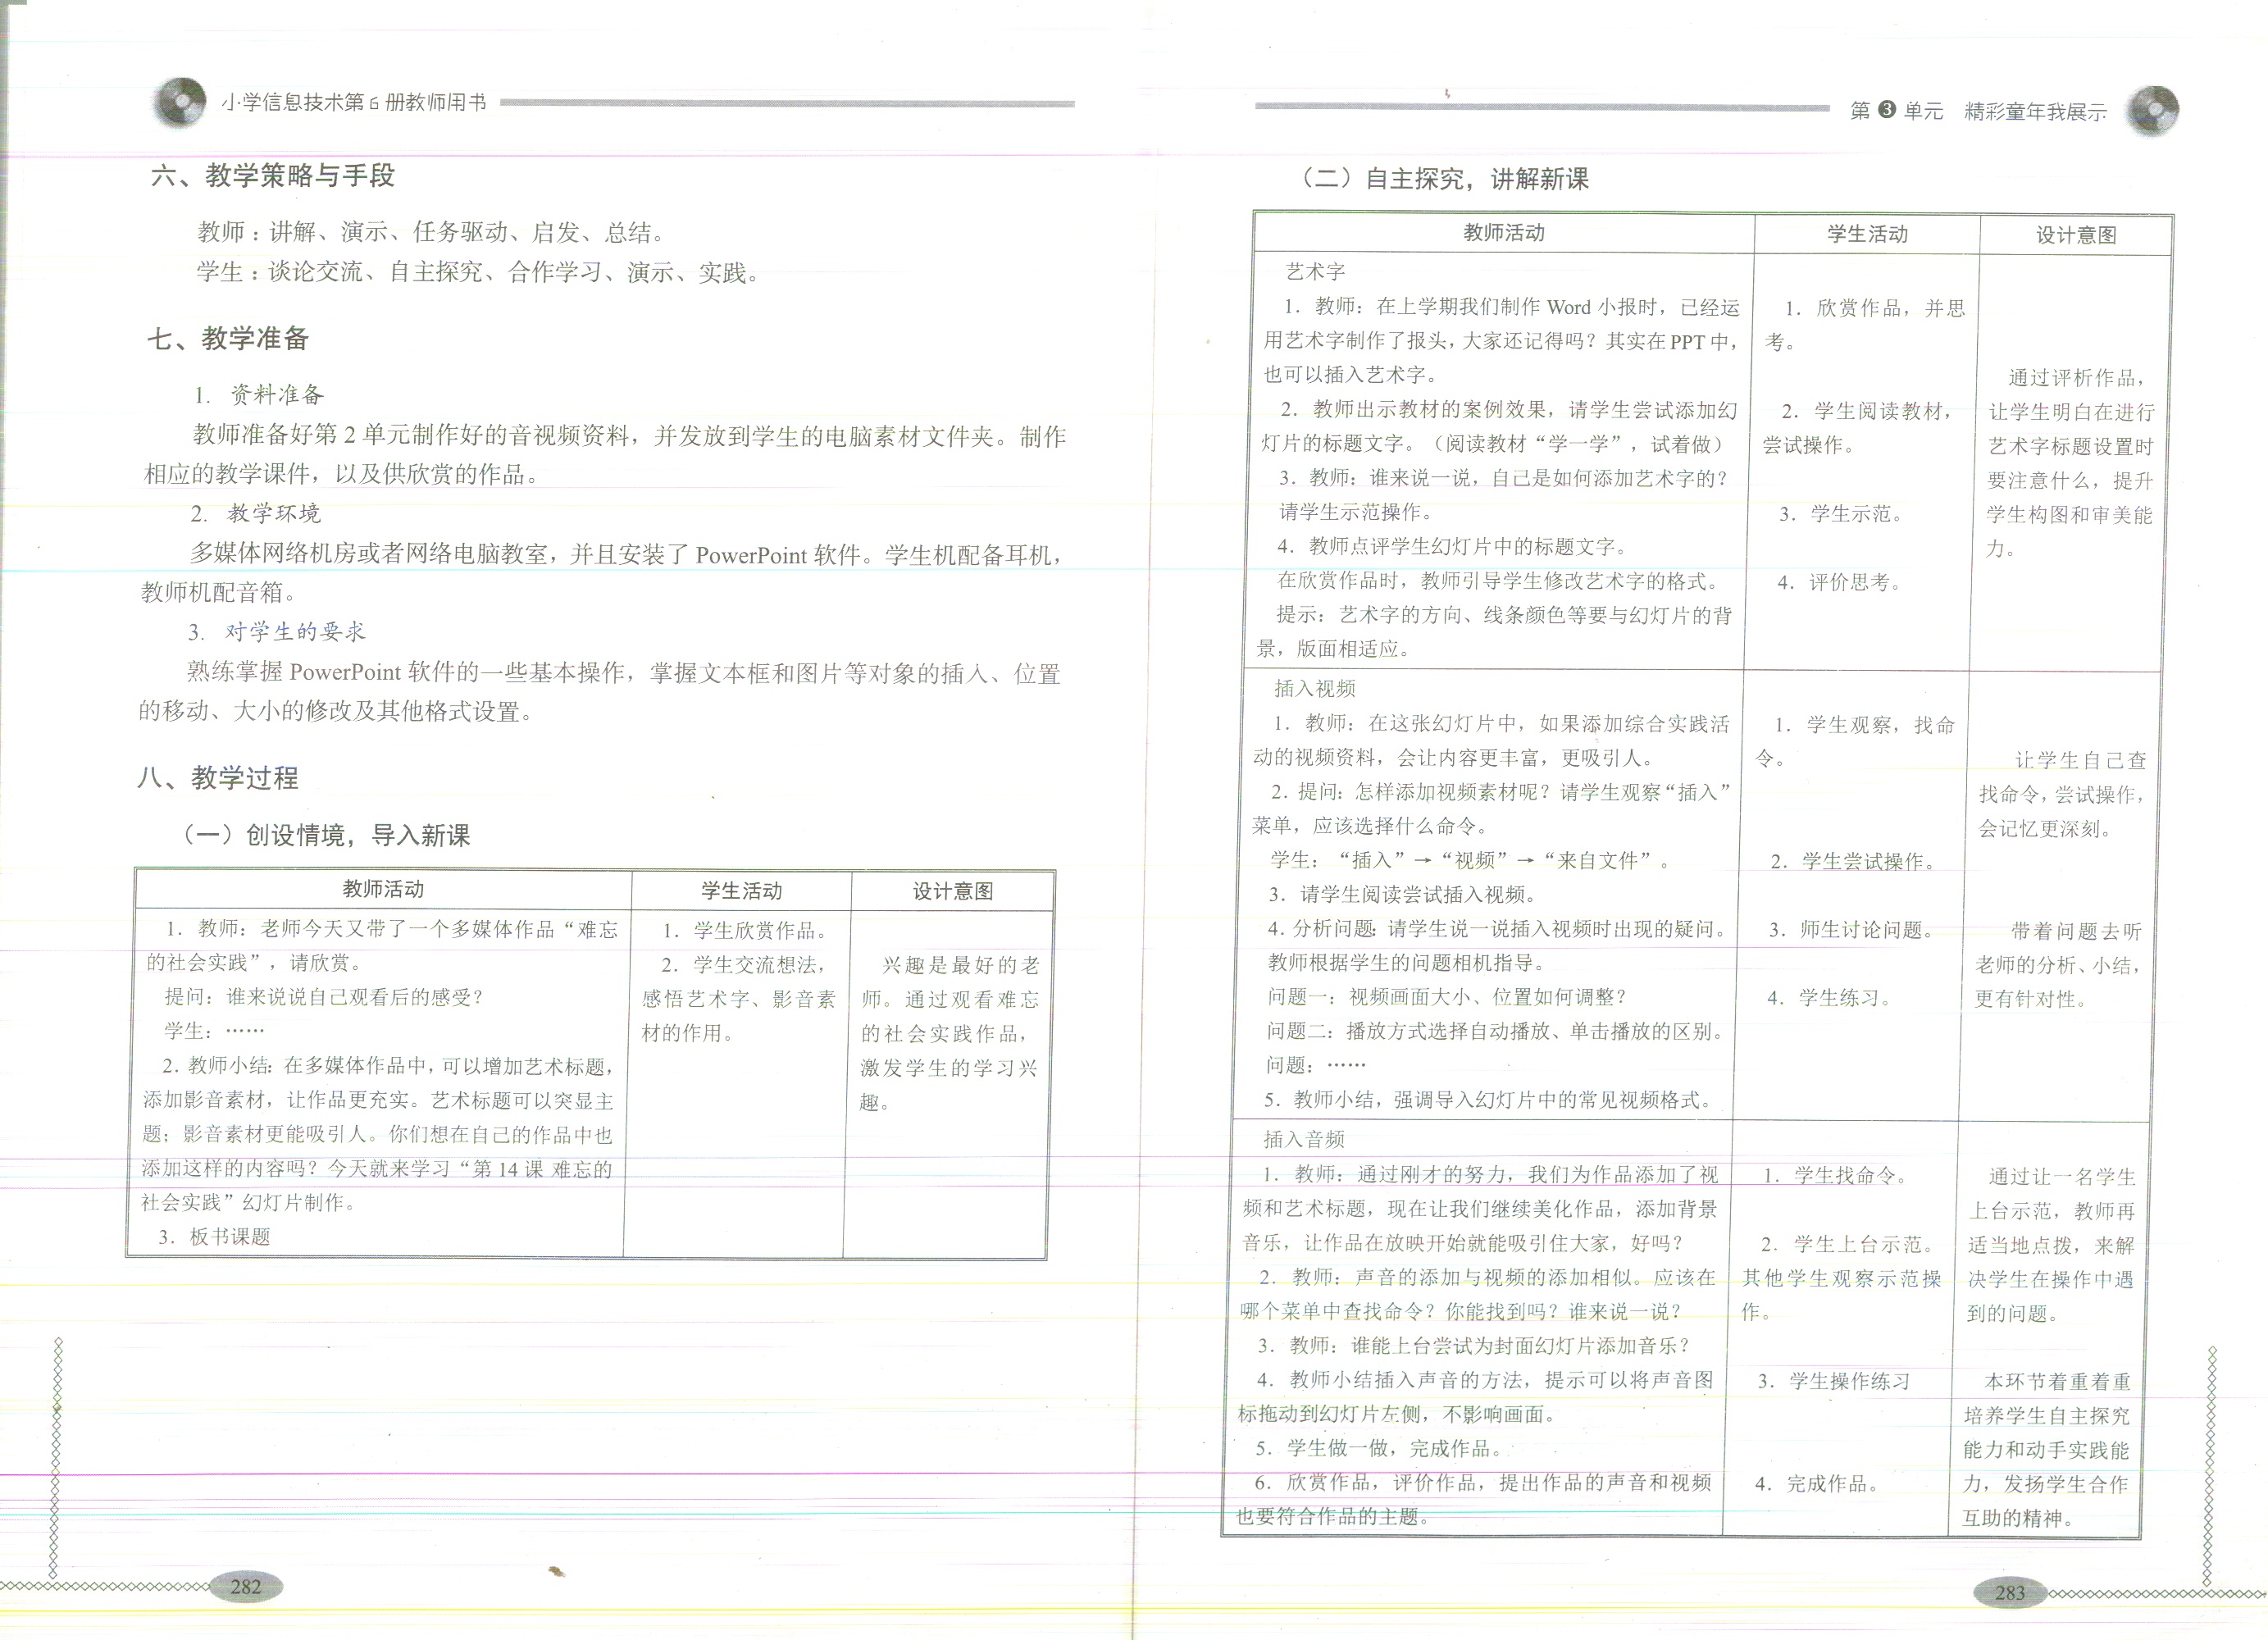 小学信息技术第6册教师用书
六、教学策略与手段
教师：讲解、演示、任务驱动、启发、总结。
学生：谈论交流、自主探究、合作学习、演示、实践。
七、教学准备
1. 资料准备
教师准备好第2单元制作好的音视频资料，并发放到学生的电脑素材文件夹。制作
相应的教学课件，以及供欣赏的作品。
2. 教学环境
多媒体网络机房或者网络电脑教室，并且安装了PowerPoint软件。学生机配备耳机，
教师机配音箱。
3. 对学生的要求
熟练掌握PowerPoint软件的一些基本操作，掌握文本框和图片等对象的插入、位置
的移动、大小的修改及其他格式设置。
八、教学过程
（一）创设情境，导入新课
教师活动
学生活动
设计意图
1. 教师：老师今天又带了一个多媒体作品“难忘
的社会实践”，请欣赏。
提问：谁来说说自己观看后的感受？
学生：……
2. 教师小结：在多媒体作品中，可以增加艺术标题，
添加影音素材，让作品更充实。艺术标题可以突显主
题；影音素材更能吸引人。你们想在自己的作品中也
添加这样的内容吗？今天就来学习“第14课 难忘的
社会实践”幻灯片制作。
3. 板书课题
1. 学生欣赏作品。
2. 学生交流想法，
感悟艺术字、影音素
材的作用。
兴趣是最好的老
师。通过观看难忘
的社会实践作品，
激发学生的学习兴
趣。
282
第3单元 精彩童年我展示
（二）自主探究，讲解新课
教师活动
学生活动
设计意图
艺术字
1. 教师：在上学期我们制作Word小报时，已经运
用艺术字制作了报头，大家还记得吗？其实在PPT中，
也可以插入艺术字。
2. 教师出示教材的案例效果，请学生尝试添加幻
灯片的标题文字。（阅读教材“学一学”，试着做）
3. 教师：谁来说一说，自己是如何添加艺术字的？
请学生示范操作。
4. 教师点评学生幻灯片中的标题文字。
在欣赏作品时，教师引导学生修改艺术字的格式。
提示：艺术字的方向、线条颜色等要与幻灯片的背
景，版面相适应。
1. 欣赏作品，并思
考。
2. 学生阅读教材，
尝试操作。
3. 学生示范。
4. 评价思考。
通过评析作品，
让学生明白在进行
艺术字标题设置时
要注意什么，提升
学生构图和审美能
力。
插入视频
1. 教师：在这张幻灯片中，如果添加综合实践活
动的视频资料，会让内容更丰富，更吸引人。
2. 提问：怎样添加视频素材呢？请学生观察“插入”
菜单，应该选择什么命令。
学生：“插入”→“视频”→“来自文件”。
3. 请学生阅读尝试插入视频。
4. 分析问题：请学生说一说插入视频时出现的疑问。
教师根据学生的问题相机指导。
问题一：视频画面大小、位置如何调整？
问题二：播放方式选择自动播放、单击播放的区别。
问题：……
5. 教师小结，强调导入幻灯片中的常见视频格式。
1. 学生观察，找命
令。
2. 学生尝试操作。
3. 师生讨论问题。
4. 学生练习。
让学生自己查
找命令，尝试操作，
会记忆更深刻。
带着问题去听
老师的分析、小结，
更有针对性。
插入音频
1. 教师：通过刚才的努力，我们为作品添加了视
频和艺术标题，现在让我们继续美化作品，添加背景
音乐，让作品在放映开始就能吸引住大家，好吗？
2. 教师：声音的添加与视频的添加相似。应该在
哪个菜单中查找命令？你能找到吗？谁来说一说？
3. 教师：谁能上台尝试为封面幻灯片添加音乐？
4. 教师小结插入声音的方法，提示可以将声音图
标拖动到幻灯片左侧，不影响画面。
5. 学生做一做，完成作品。
6. 欣赏作品，评价作品，提出作品的声音和视频
也要符合作品的主题。
1. 学生找命令。
2. 学生上台示范。
其他学生观察示范操
作。
3. 学生操作练习
4. 完成作品。
通过让一名学生
上台示范，教师再
适当地点拨，来解
决学生在操作中遇
到的问题。
本环节着重着重
培养学生自主探究
能力和动手实践能
力，发扬学生合作
互助的精神。
283